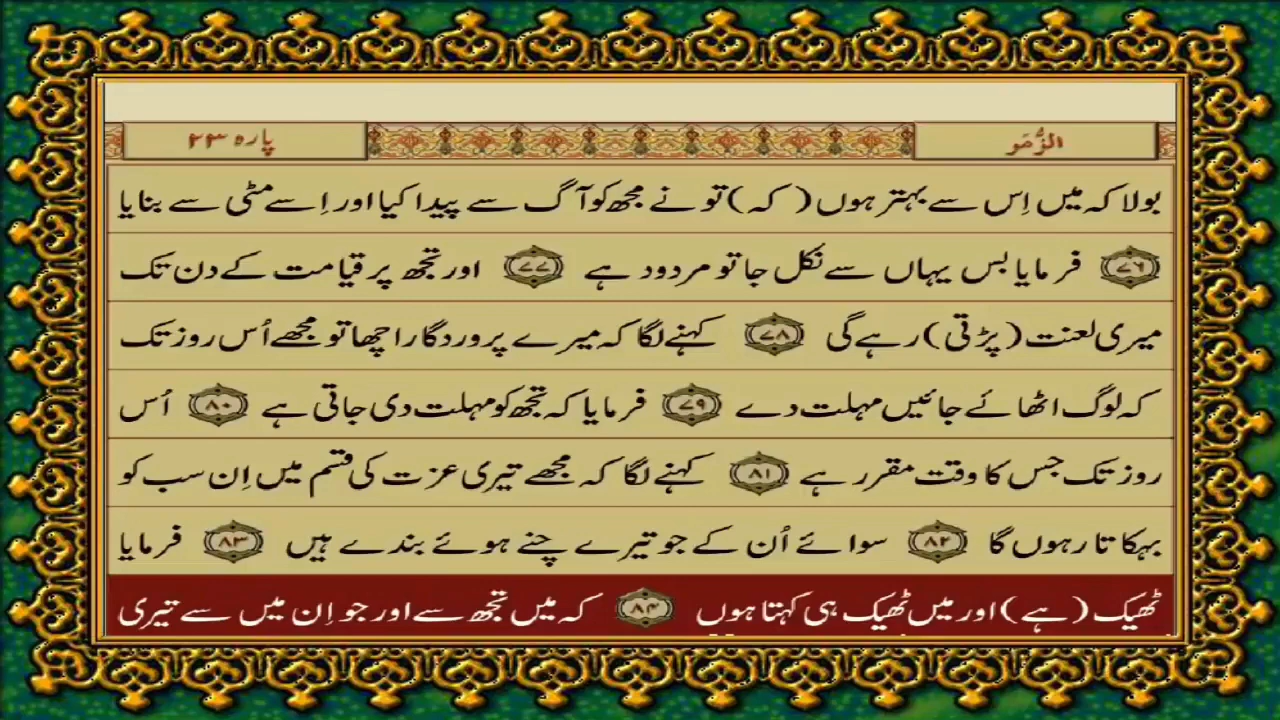 الزُّمَر پارہ ۲۳
بولا کہ میں اِس سے بہتر ہوں (کہ) تو نے مجھ کو آگ سے پیدا کیا اور اِسے مٹی سے بنایا
۷۶ فرمایا بس یہاں سے نکل جا تو مردود ہے ۷۷ اور تجھ پر قیامت کے دن تک
میری لعنت (پڑتی) رہے گی ۷۸ کہنے لگا کہ میرے پروردگار اچھا تو مجھے اُس روز تک
کہ لوگ اٹھائے جائیں مہلت دے ۷۹ فرمایا کہ تجھ کو مہلت دی جاتی ہے ۸۰ اُس
روز تک جس کا وقت مقرر ہے ۸۱ کہنے لگا کہ مجھے تیری عزت کی قسم میں اِن سب کو
بہکاتا رہوں گا ۸۲ سوائے اُن کے جو تیرے چنے ہوئے بندے ہیں ۸۳ فرمایا
ٹھیک (ہے) اور میں ٹھیک ہی کہتا ہوں ۸۴ کہ میں تجھ سے اور جو اِن میں سے تیری